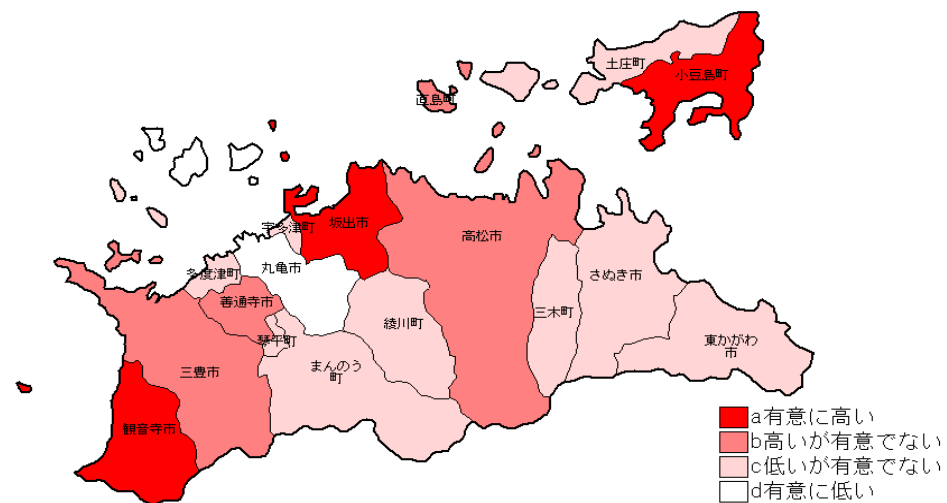 土庄町
小豆島町
直島町
宇多津町
坂出市
高松市
丸亀市
多度津町
さぬき市
善通寺市
三木町
綾川町
琴平町
東かがわ
市
まんのう
町
三豊市
観音寺市
a有意に高い
b高いが有意でない
c低いが有意でない
d有意に低い